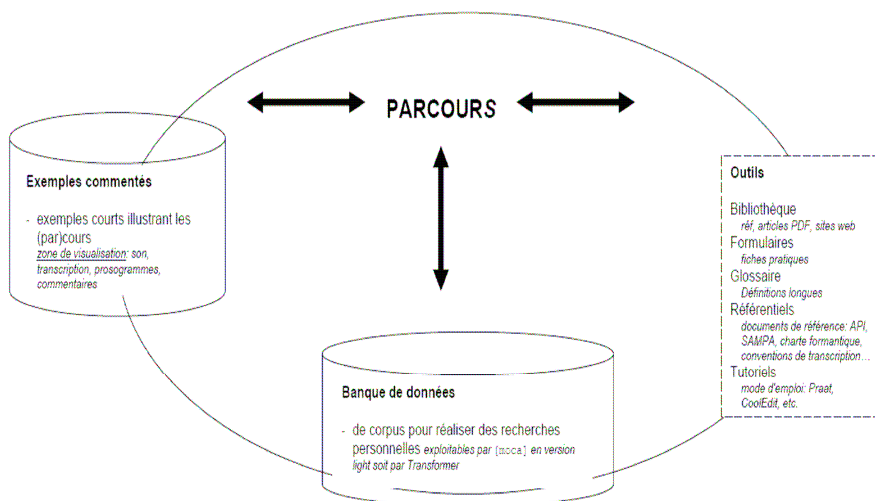 PARCOURS
Exemples commentés
- exemples courts illustrant les
(par)cours
zone de visualisation: son,
transcription, prosogrammes,
commentaires
Banque de données
- de corpus pour réaliser des recherches
personnelles exploitables par [moca] en version
light soit par Transformer
Outils
Bibliothèque
réf, articles PDF, sites web
Formulaires
fiches pratiques
Glossaire
Définitions longues
Référentiels
documents de référence: API,
SAMPA, charte formantique,
conventions de transcription…
Tutoriels
mode d'emploi: Praat,
CoolEdit, etc.